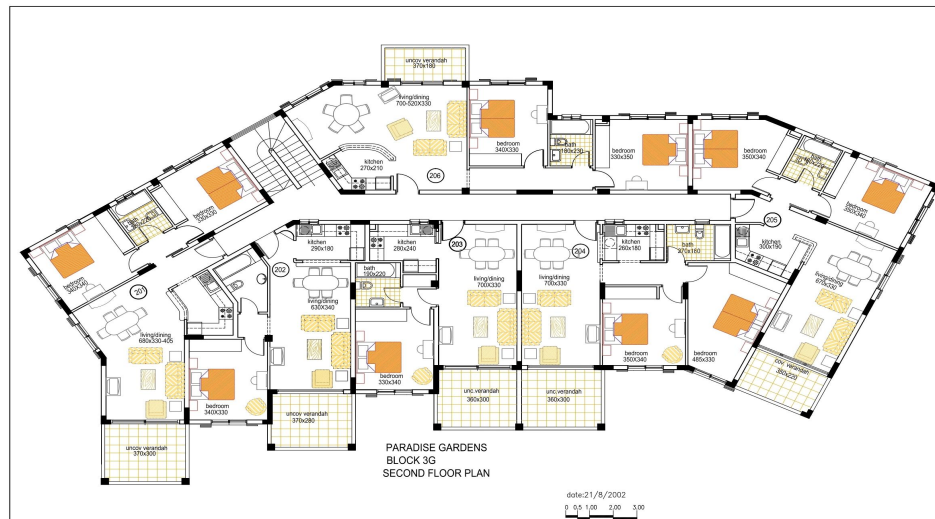 uncov verandah
370x180
living/dining
700-520X330
bedroom
340X330
bath
180x230
bedroom
330x350
bedroom
350X340
kitchen
270x210
206
bedroom
330x330
bedroom
350x340
205
bedroom
340X340
kitchen
290x180
kitchen
280x240
203
204
kitchen
260x180
bath
270x160
kitchen
300x190
201
202
bath
190x220
living/dining
630X340
living/dining
700X330
living/dining
700x330
living/dining
670x330
living/dining
680x330-405
bedroom
340X330
bedroom
330x340
bedroom
350X340
bedroom
485x330
cov. verandah
350x220
uncov verandah
370x300
uncov verandah
370x280
unc.verandah
360x300
unc.verandah
360x300
PARADISE GARDENS
BLOCK 3G
SECOND FLOOR PLAN
date:21/8/2002
0 0.5 1.00 2.00 3.00